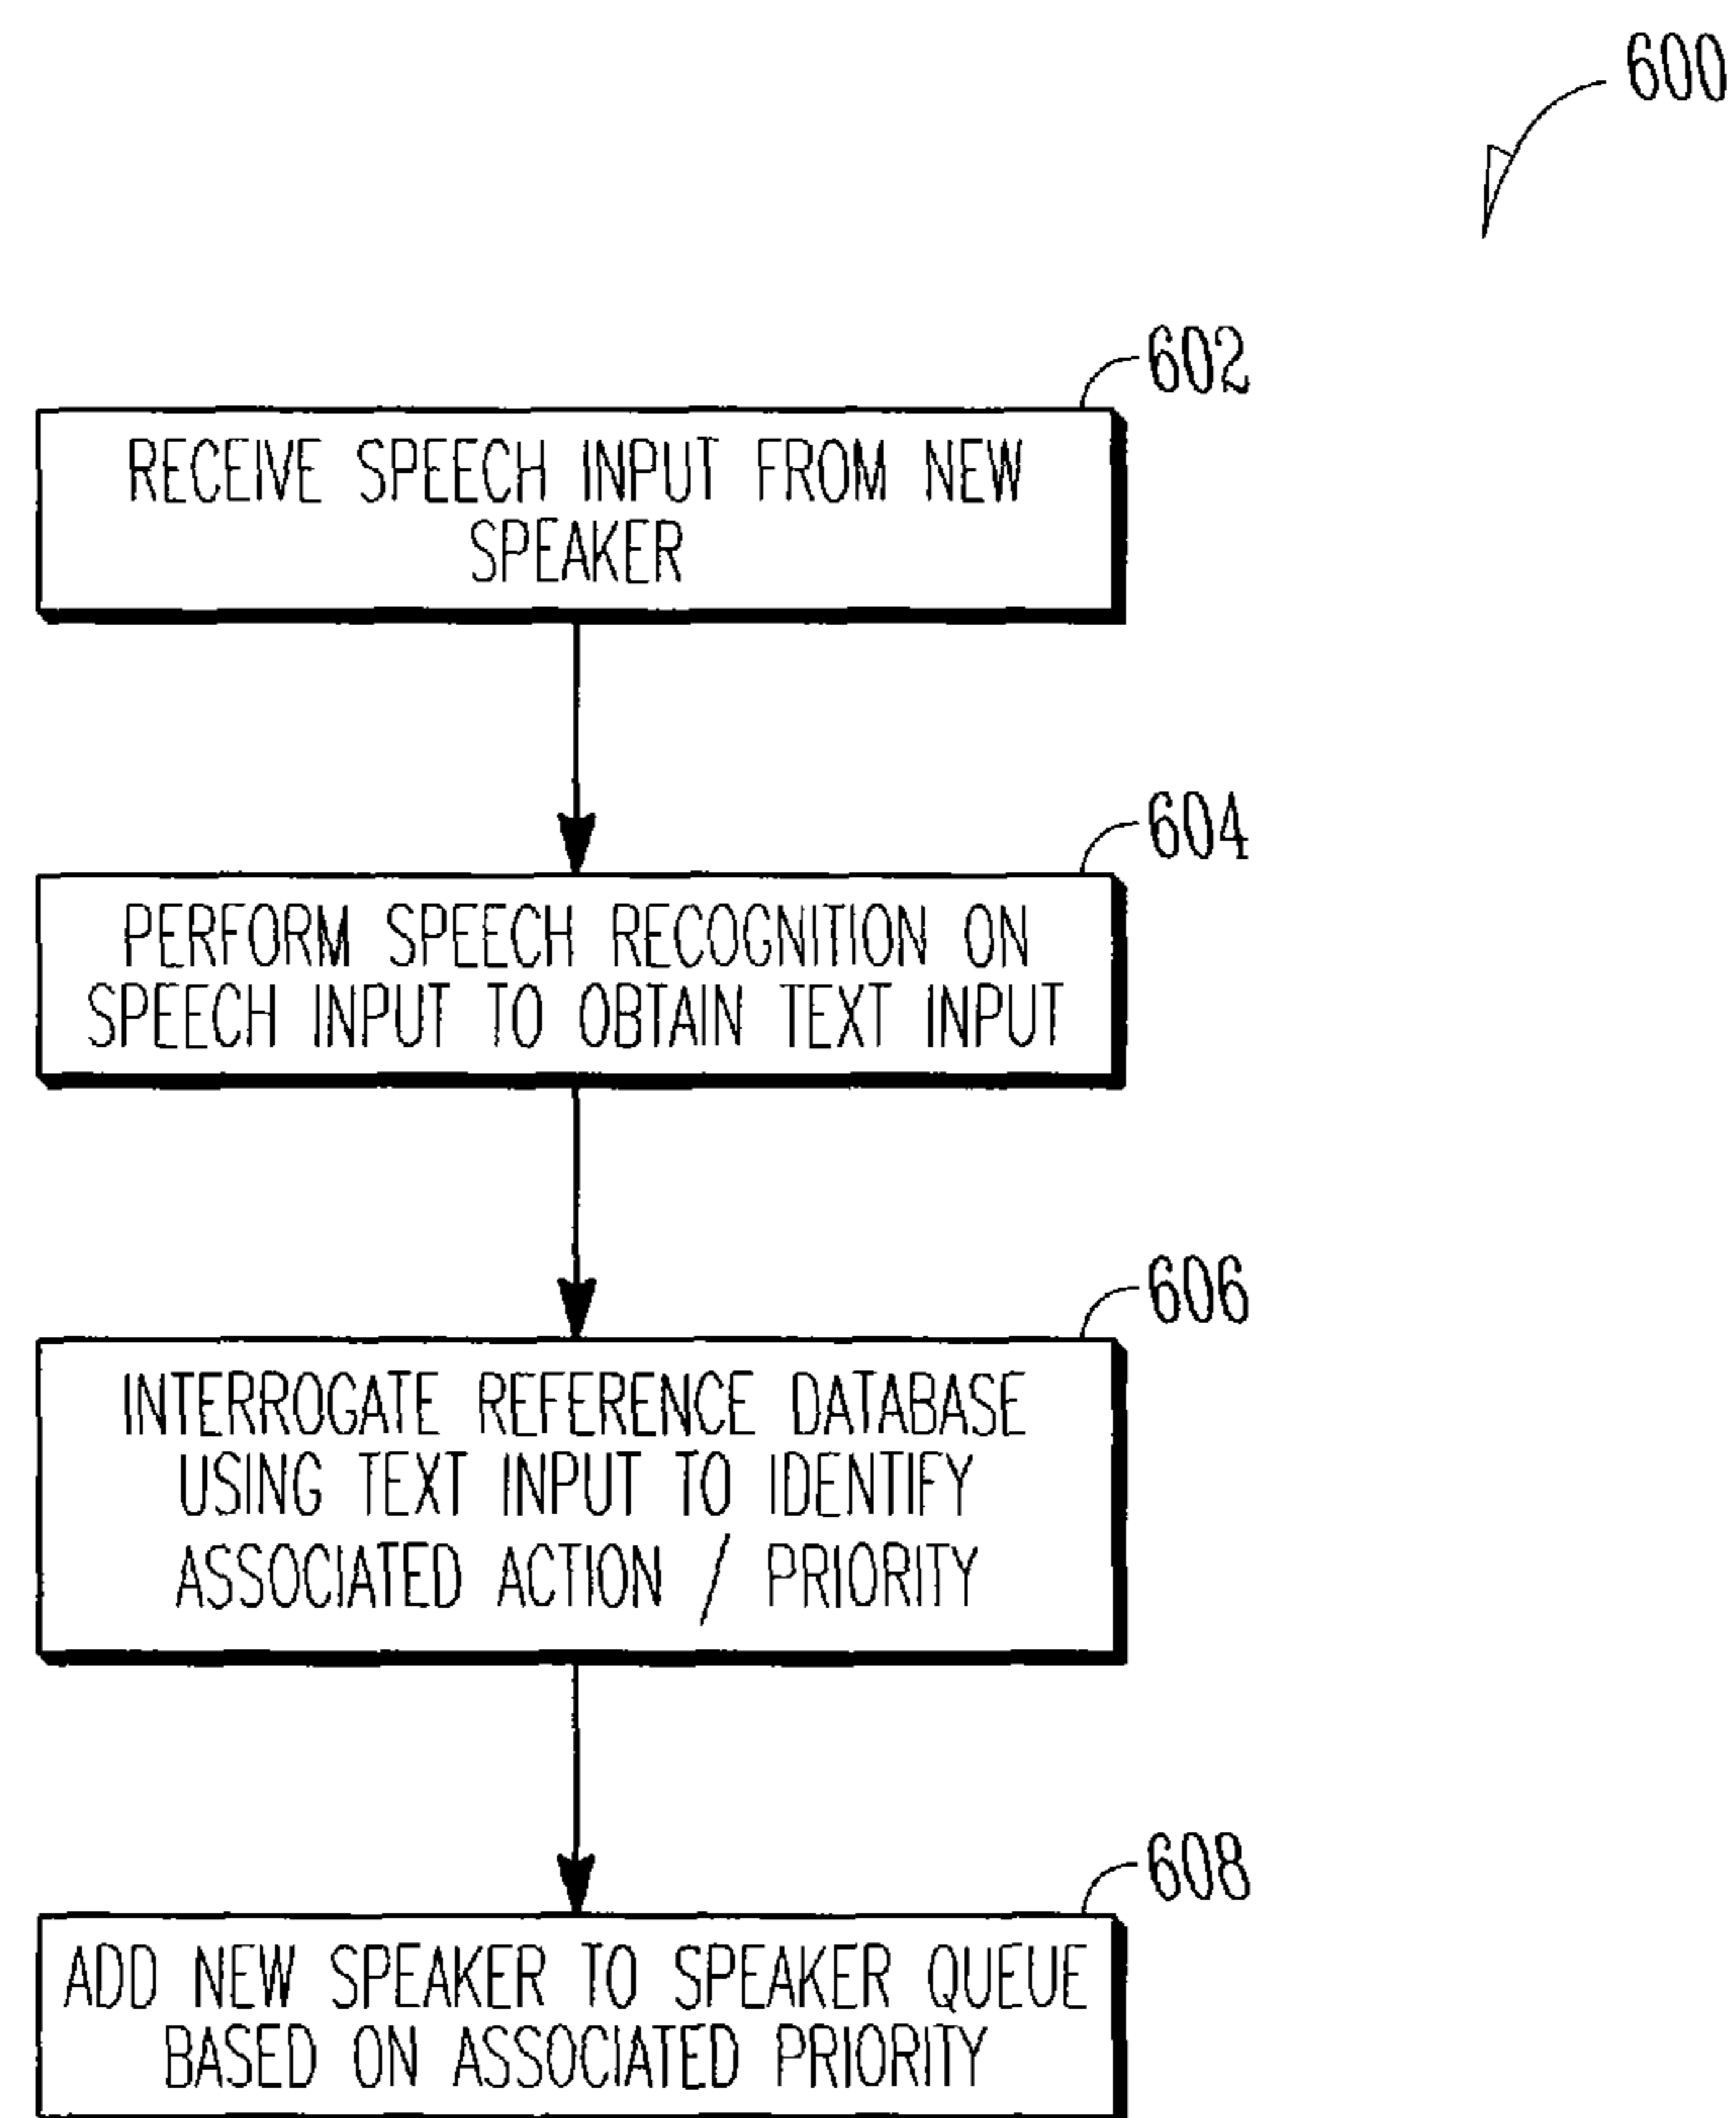 600
602
RECEIVE SPEECH INPUT FROM NEW
SPEAKER
604
PERFORM SPEECH RECOGNITION ON
SPEECH INPUT TO OBTAIN TEXT INPUT
606
INTERROGATE REFERENCE DATABASE
USING TEXT INPUT TO IDENTIFY
ASSOCIATED ACTION / PRIORITY
608
ADD NEW SPEAKER TO SPEAKER QUEUE
BASED ON ASSOCIATED PRIORITY